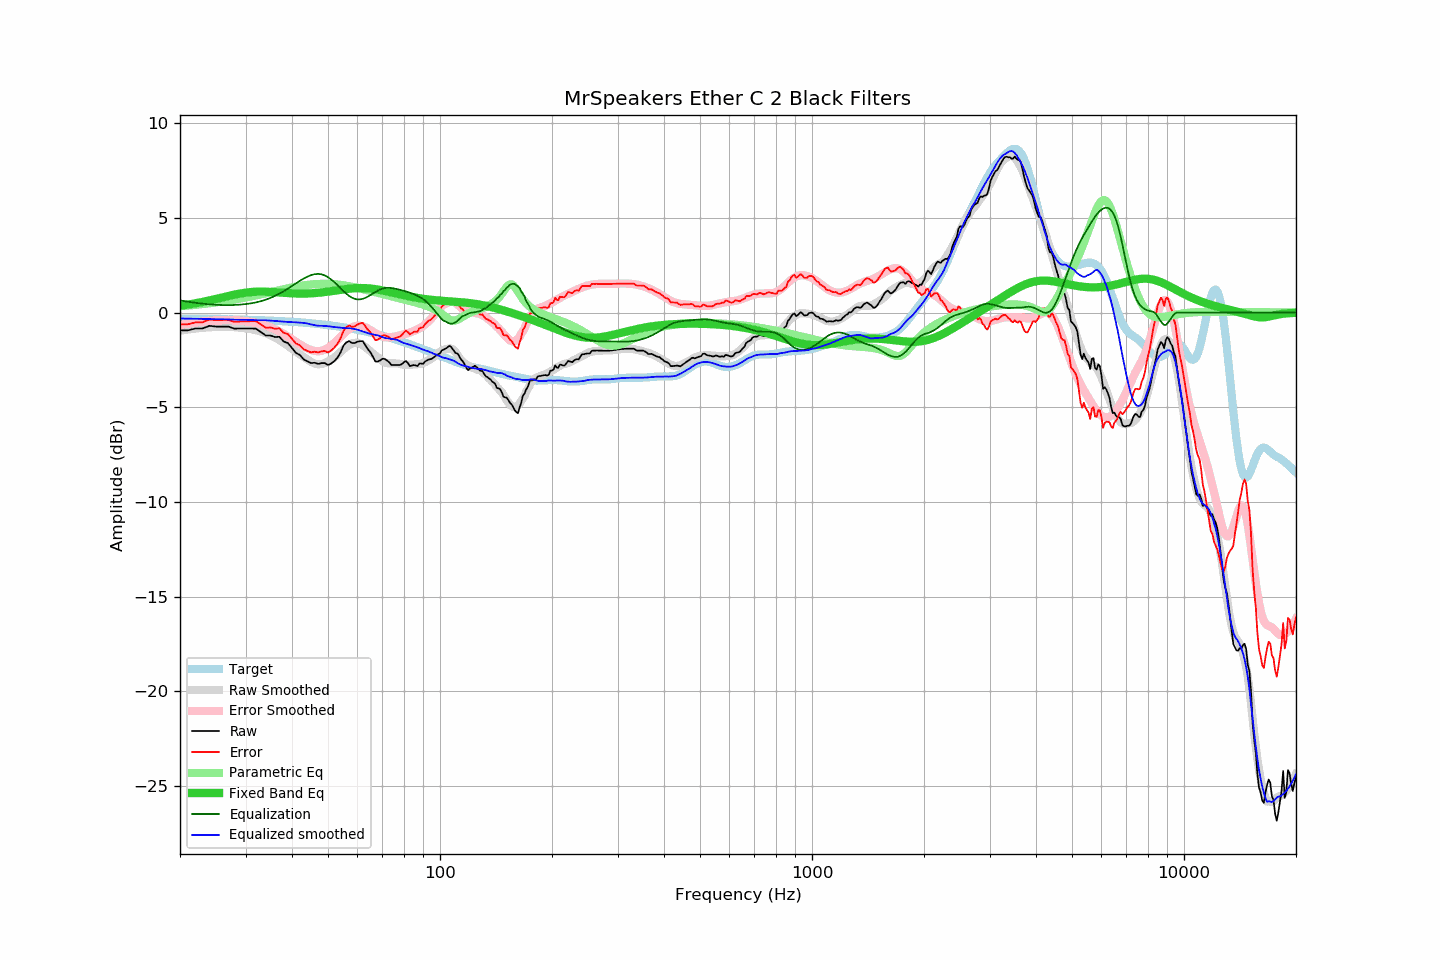 MrSpeakers Ether C 2 Black Filters
10
5
0
−5
−10
−15
−20
−25
Amplitude (dBr)
Target
Raw Smoothed
Error Smoothed
Raw
Error
Parametric Eq
Fixed Band Eq
Equalization
Equalized smoothed
100 1000 10000
Frequency (Hz)